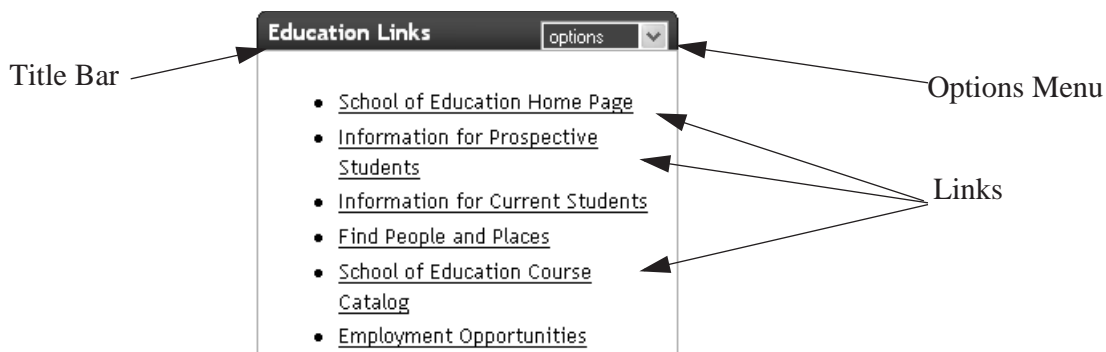 Education Links options
Title Bar
Options Menu
• School of Education Home Page
• Information for Prospective
Students
Links
• Information for Current Students
• Find People and Places
• School of Education Course
Catalog
• Employment Opportunities